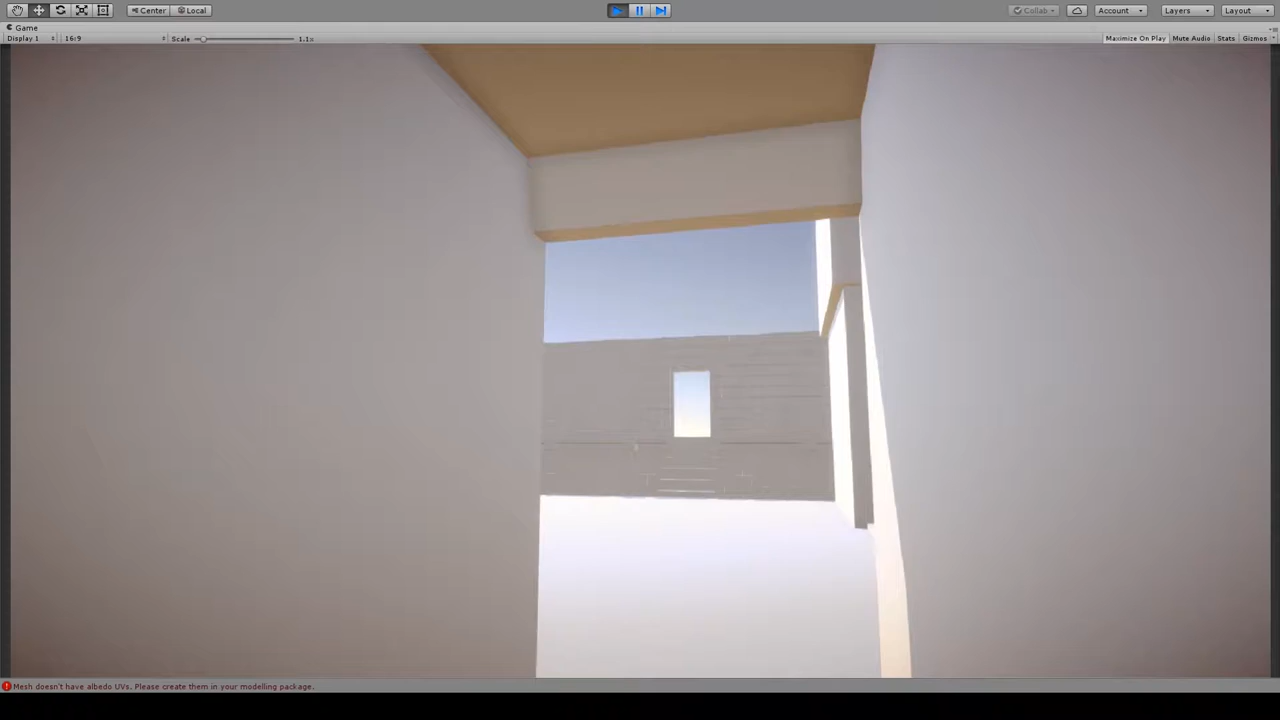 Center Local Collab Account Layers Layout
Game
Display 1 16:9 Scale 1.1x Maximize On Play Mute Audio Stats Gizmos
Mesh doesn't have albedo UVs. Please create them in your modelling package.